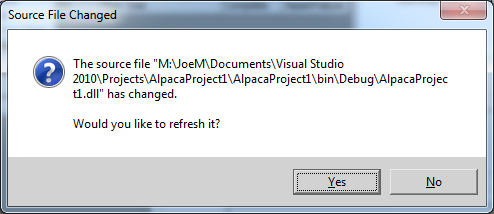 Source File Changed
The source file "M:\JoeM\Documents\Visual Studio
2010\Projects\AlpacaProject1\AlpacaProject1\bin\Debug\AlpacaProjec
t1.dll" has changed.
Would you like to refresh it?
Yes
No